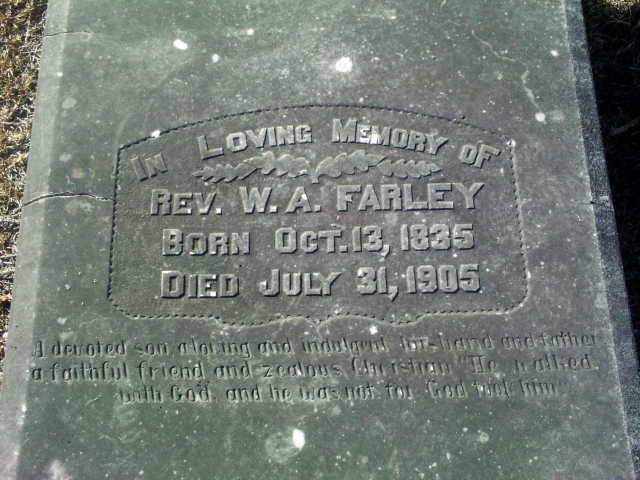 IN LOVING MEMORY OF
REV. W. A. FARLEY
BORN OCT. 13, 1835
DIED JULY 31, 1905
A devoted son, a loving and indulgent husband and father
a faithful friend and zealous Christian "He walked
with God, and he was not for God took him"